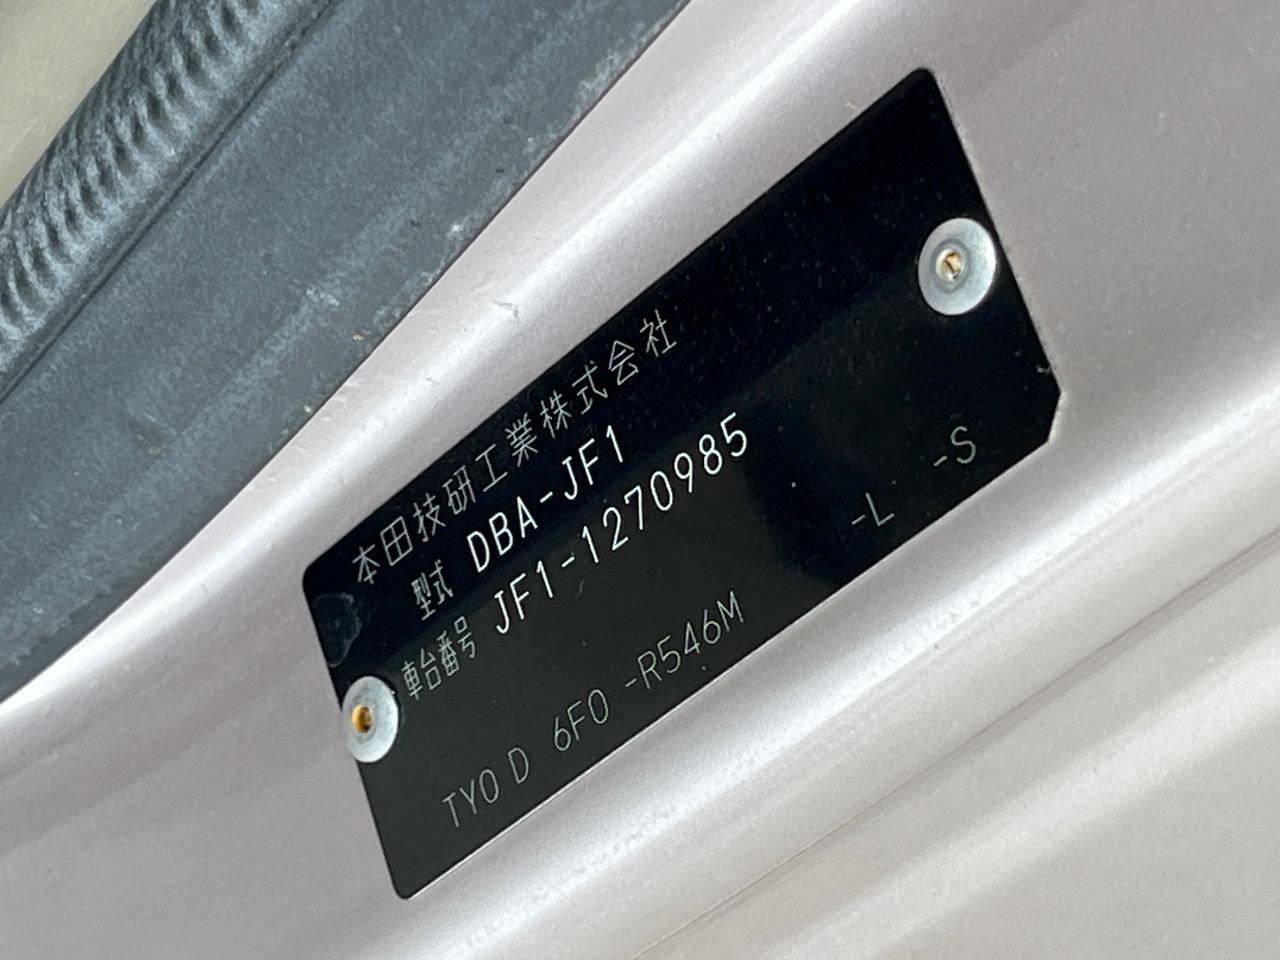 本田技研工業株式会社
型式 DBA-JF1
車台番号 JF1-1270985
TY0 D 6F0 -R546M -L -S